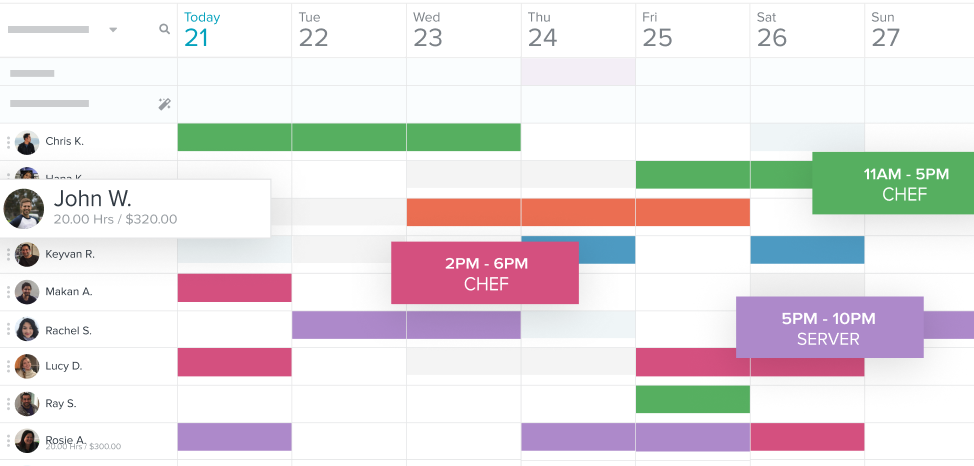 Today Tue Wed Thu Fri Sat Sun
21 22 23 24 25 26 27
Chris K.
Hana K.
11AM - 5PM
CHEF
John W.
20.00 Hrs / $320.00
Keyvan R.
2PM - 6PM
CHEF
Makan A.
5PM - 10PM
SERVER
Rachel S.
Lucy D.
Ray S.
Rosie A.
20.00 Hrs / $300.00